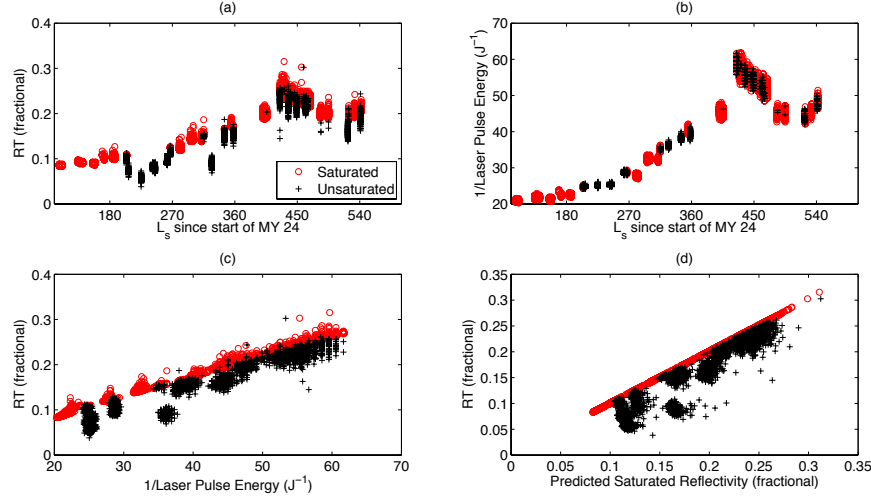 (a)
0.4
0.3
0.2
0.1
0
RT (fractional)
180 270 360 450 540
L_s since start of MY 24
Saturated
Unsaturated
(b)
70
60
50
40
30
20
1/Laser Pulse Energy (J⁻¹)
180 270 360 450 540
L_s since start of MY 24
(c)
0.4
0.3
0.2
0.1
0
RT (fractional)
20 30 40 50 60 70
1/Laser Pulse Energy (J⁻¹)
(d)
0.35
0.3
0.25
0.2
0.15
0.1
0.05
0
RT (fractional)
0 0.05 0.1 0.15 0.2 0.25 0.3 0.35
Predicted Saturated Reflectivity (fractional)